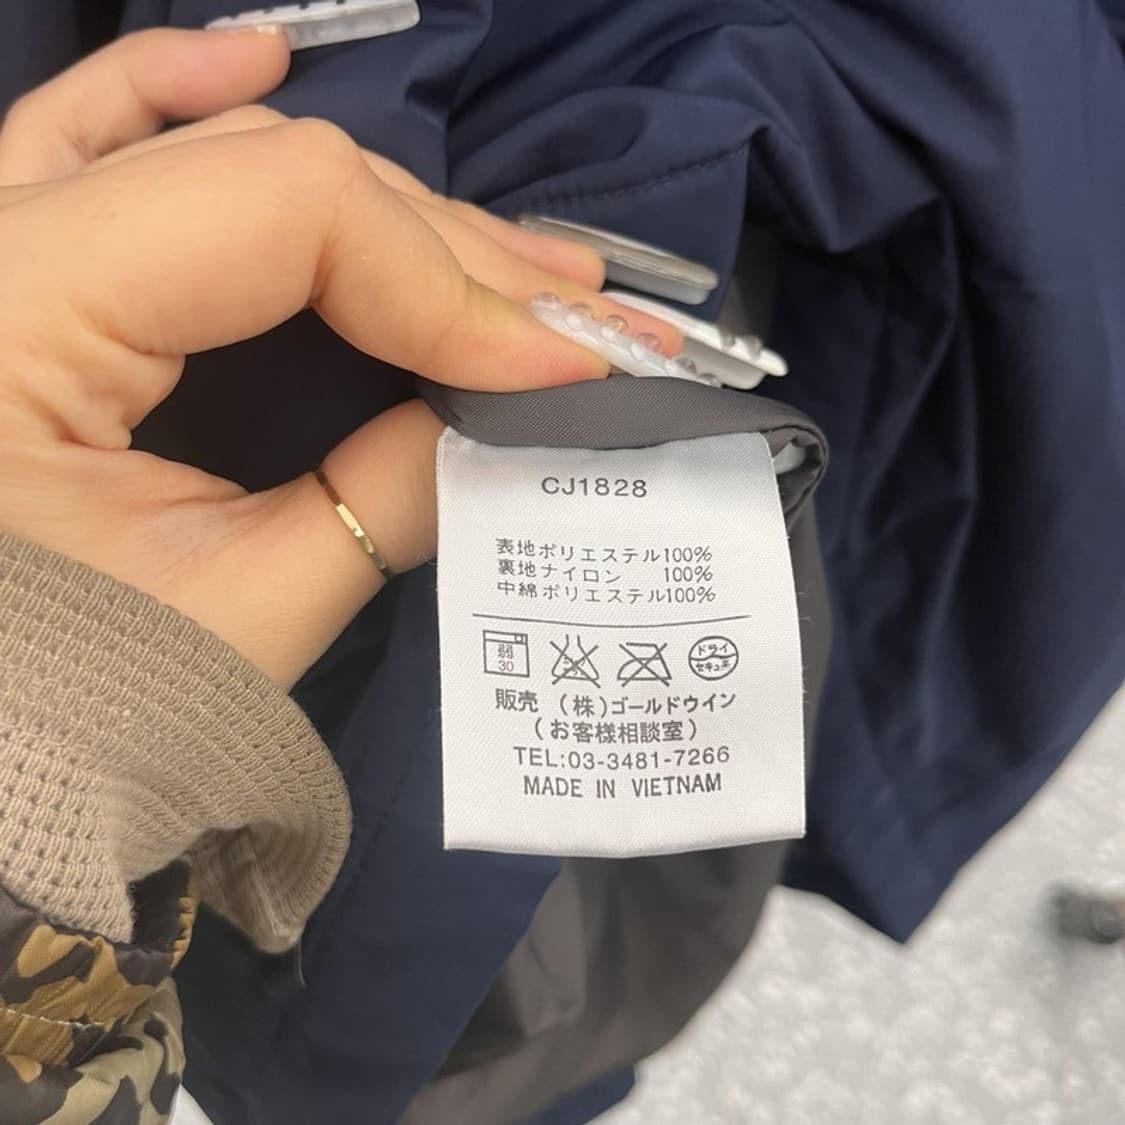 CJ1828
表地ポリエステル100%
裏地ナイロン 100%
中綿ポリエステル100%
弱
30
ドライ
セキユ系
販売 (株)ゴールドウイン
(お客様相談室)
TEL:03-3481-7266
MADE IN VIETNAM